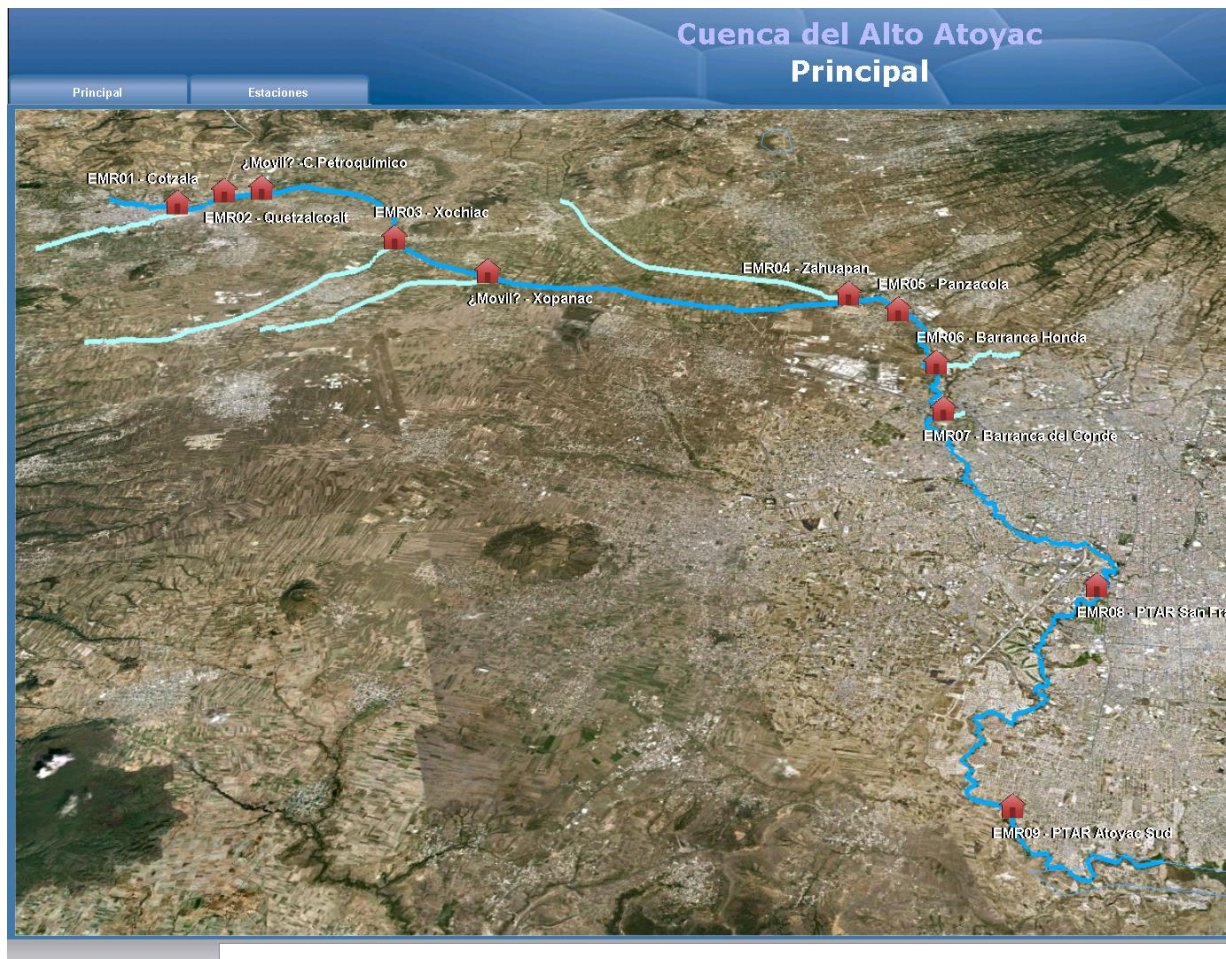 Cuenca del Alto Atoyac
Principal
Principal
Estaciones
¿Movil? -C.Petroquímico
EMR01 - Cotzala
EMR02 - Quetzalcoalt
EMR03 - Xochiac
EMR04 - Zahuapan
¿Movil? - Xopanac
EMR05 - Panzacola
EMR06 - Barranca Honda
EMR07 - Barranca del Conde
EMR08 - PTAR San Fra
EMR09 - PTAR Atoyac Sud